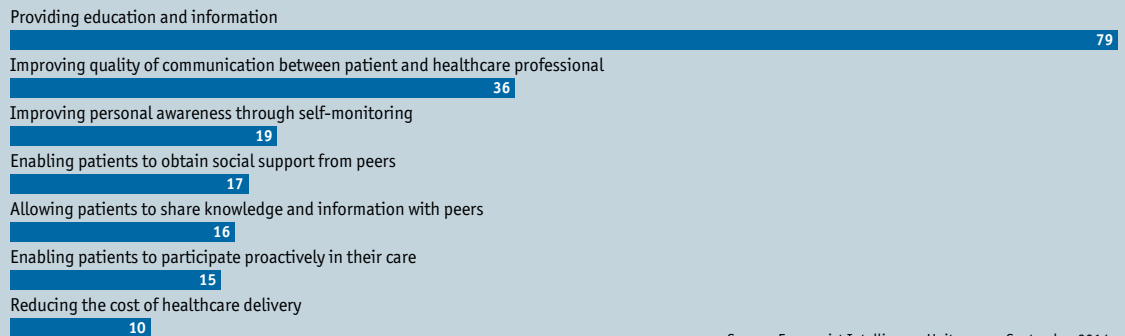 Providing education and information
79
Improving quality of communication between patient and healthcare professional
36
Improving personal awareness through self-monitoring
19
Enabling patients to obtain social support from peers
17
Allowing patients to share knowledge and information with peers
16
Enabling patients to participate proactively in their care
15
Reducing the cost of healthcare delivery
10